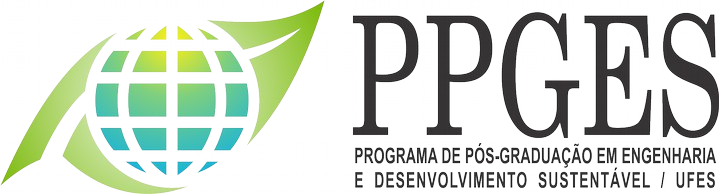 PPGES
PROGRAMA DE PÓS-GRADUAÇÃO EM ENGENHARIA
E DESENVOLVIMENTO SUSTENTÁVEL / UFES